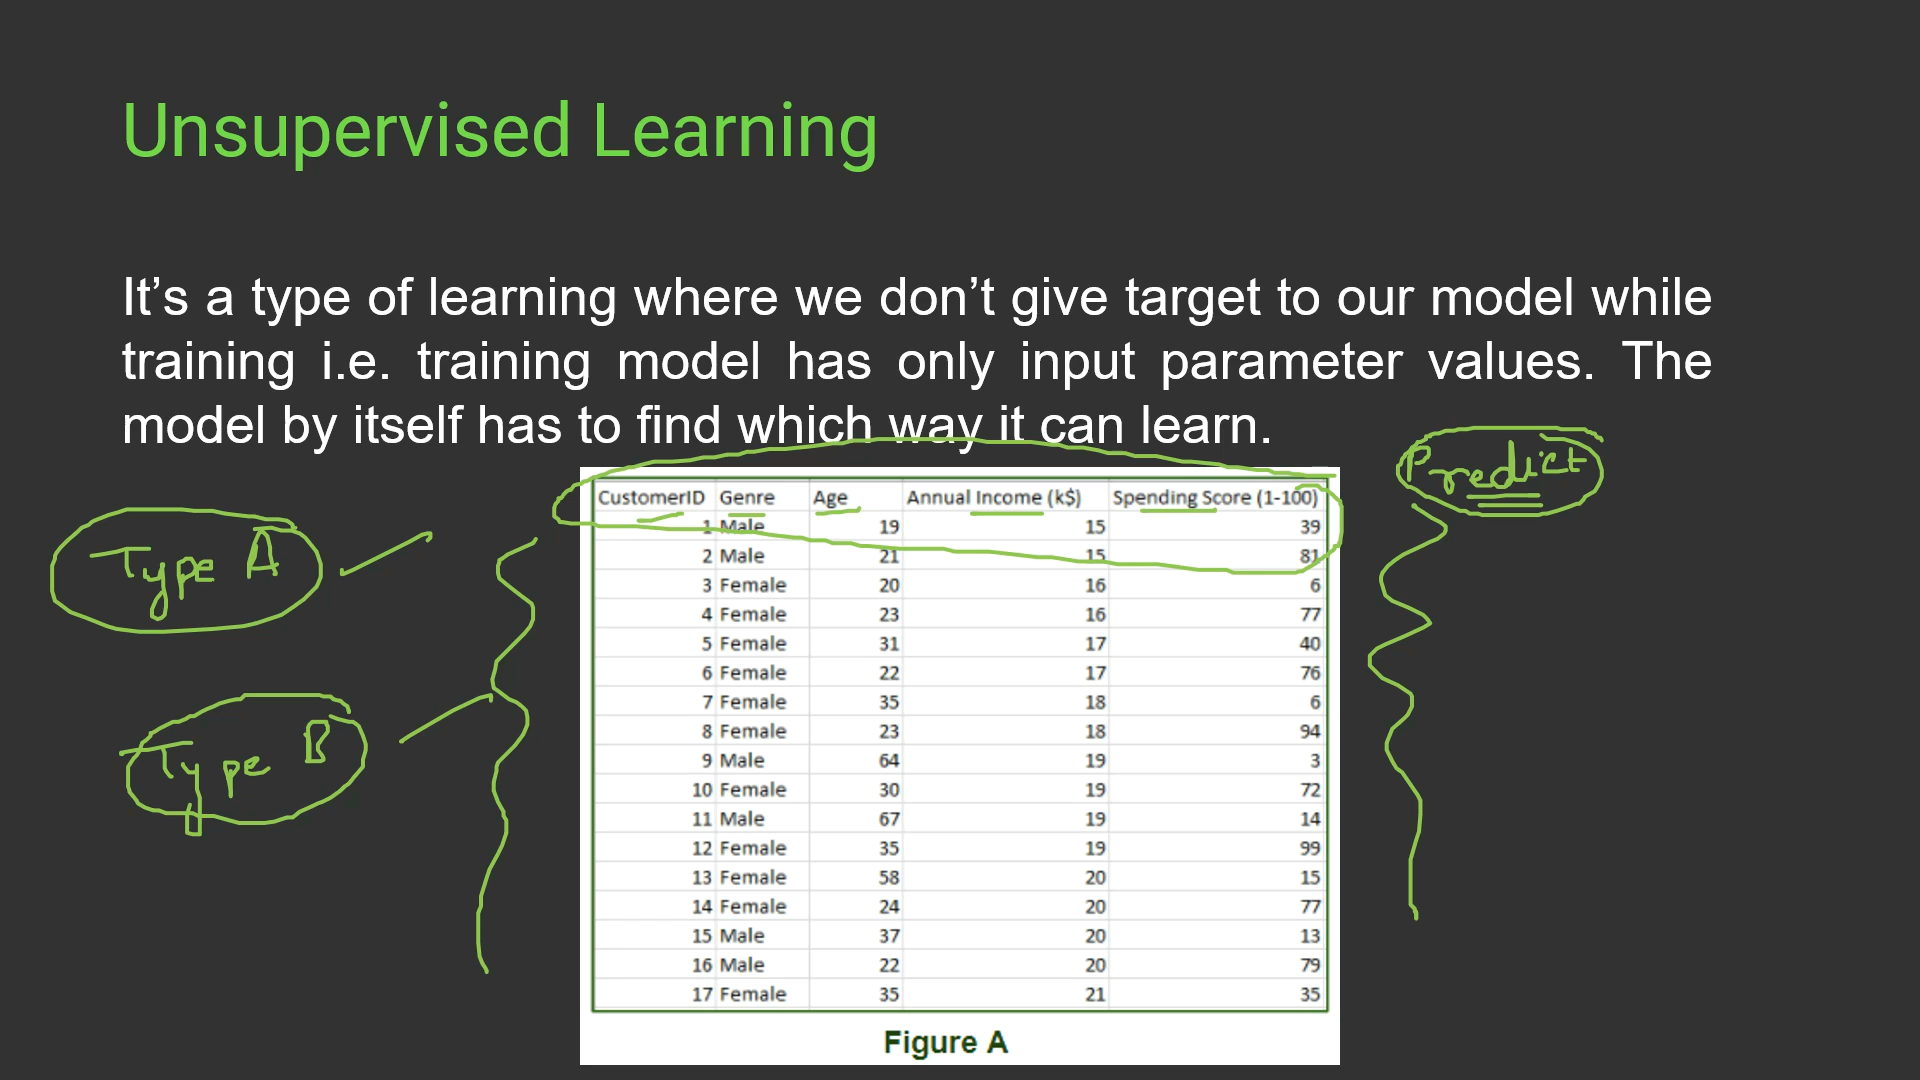 Unsupervised Learning
It’s a type of learning where we don’t give target to our model while
training i.e. training model has only input parameter values. The
model by itself has to find which way it can learn.
Predict
Type A
Type B
CustomerID Genre Age Annual Income (k$) Spending Score (1-100)
1 Male 19 15 39
2 Male 21 15 81
3 Female 20 16 6
4 Female 23 16 77
5 Female 31 17 40
6 Female 22 17 76
7 Female 35 18 6
8 Female 23 18 94
9 Male 64 19 3
10 Female 30 19 72
11 Male 67 19 14
12 Female 35 19 99
13 Female 58 20 15
14 Female 24 20 77
15 Male 37 20 13
16 Male 22 20 79
17 Female 35 21 35
Figure A